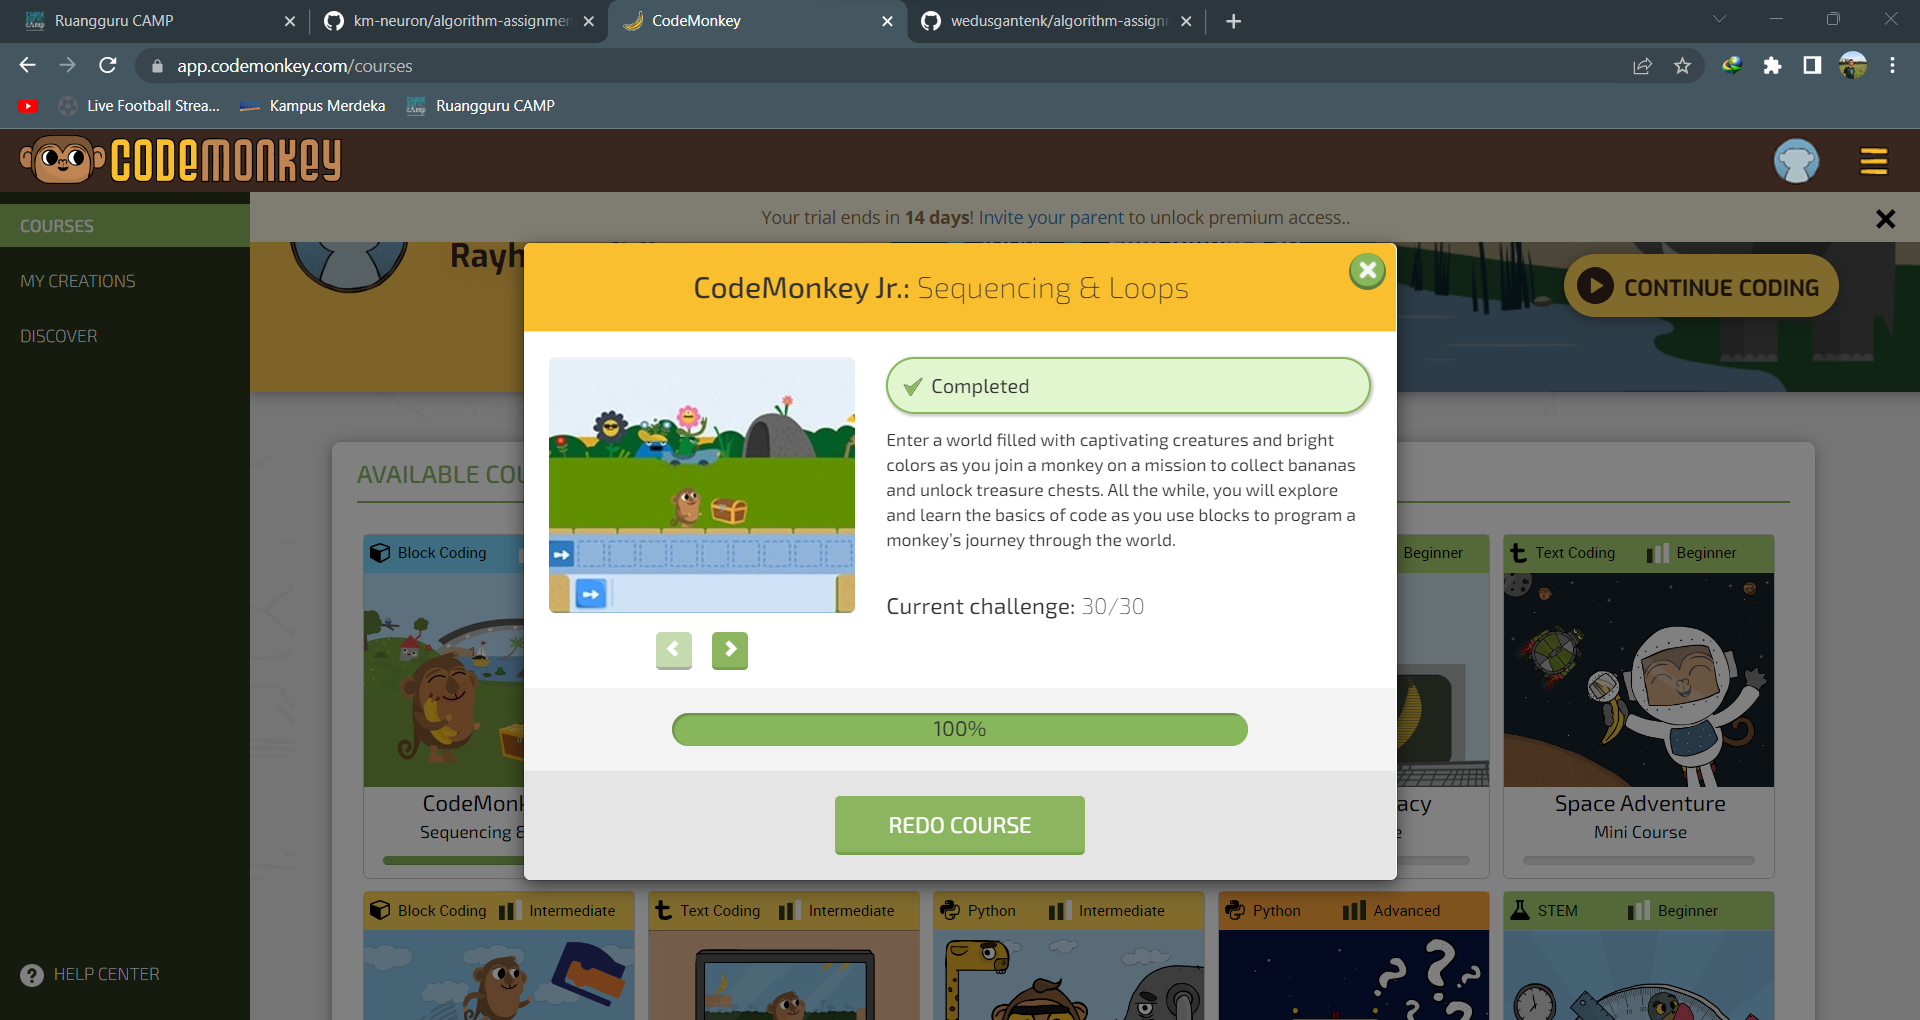 Ruangguru CAMP
km-neuron/algorithm-assignmen
CodeMonkey
wedusgantenk/algorithm-assignm
app.codemonkey.com/courses
Live Football Strea...
Kampus Merdeka
Ruangguru CAMP
CODEMONKEY
COURSES
MY CREATIONS
DISCOVER
HELP CENTER
Your trial ends in 14 days! Invite your parent to unlock premium access..
Rayh
CONTINUE CODING
CodeMonkey Jr.: Sequencing & Loops
Completed
Enter a world filled with captivating creatures and bright
colors as you join a monkey on a mission to collect bananas
and unlock treasure chests. All the while, you will explore
and learn the basics of code as you use blocks to program a
monkey's journey through the world.
Current challenge: 30/30
100%
REDO COURSE
AVAILABLE COU
Block Coding
Beginner
Text Coding
Beginner
CodeMonk
Sequencing &
acy
Space Adventure
Mini Course
Block Coding
Intermediate
Text Coding
Intermediate
Python
Intermediate
Python
Advanced
STEM
Beginner